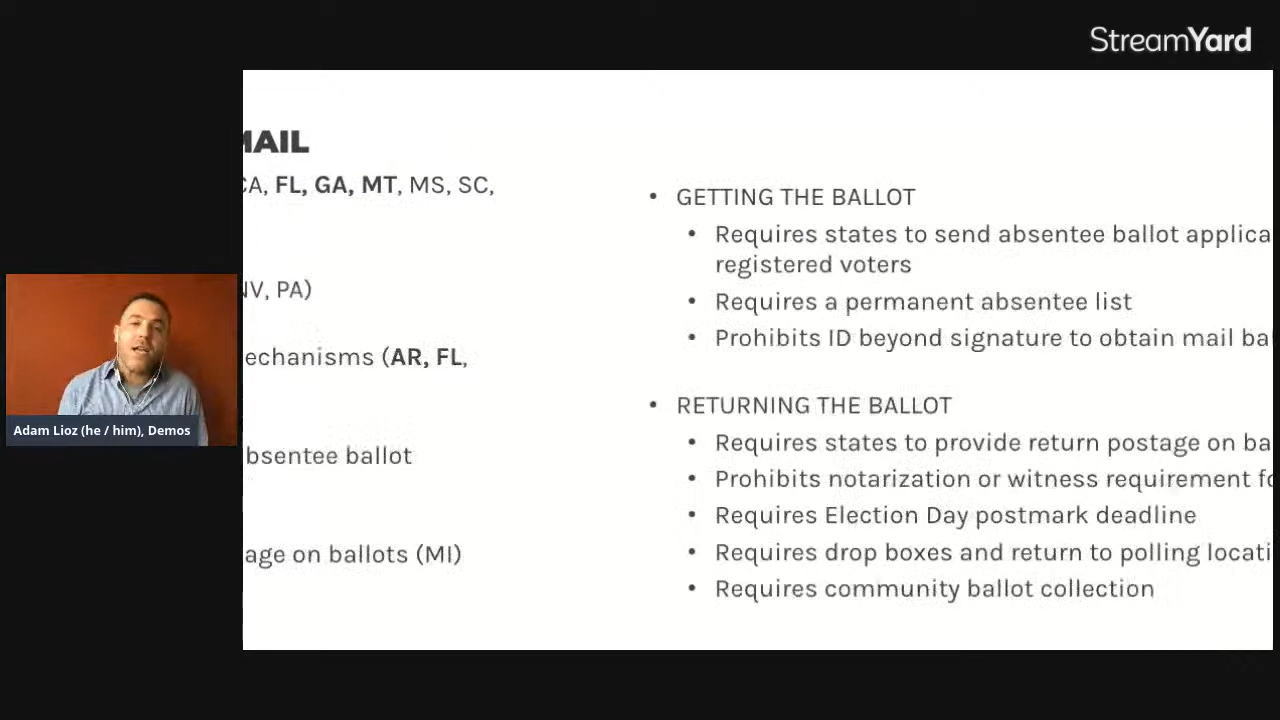 StreamYard
MAIL
CA, FL, GA, MT, MS, SC,
NV, PA)
echanisms (AR, FL,
bsentee ballot
age on ballots (MI)
• GETTING THE BALLOT
• Requires states to send absentee ballot applica
registered voters
• Requires a permanent absentee list
• Prohibits ID beyond signature to obtain mail ba
• RETURNING THE BALLOT
• Requires states to provide return postage on ba
• Prohibits notarization or witness requirement fo
• Requires Election Day postmark deadline
• Requires drop boxes and return to polling locati
• Requires community ballot collection
Adam Lioz (he / him), Demos